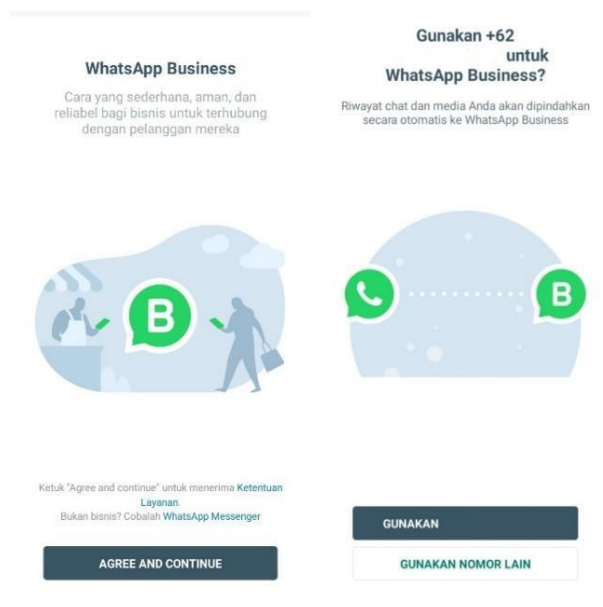 WhatsApp Business
Cara yang sederhana, aman, dan
reliabel bagi bisnis untuk terhubung
dengan pelanggan mereka
B
Ketuk "Agree and continue" untuk menerima Ketentuan
Layanan.
Bukan bisnis? Cobalah WhatsApp Messenger
AGREE AND CONTINUE
Gunakan +62
untuk
WhatsApp Business?
Riwayat chat dan media Anda akan dipindahkan
secara otomatis ke WhatsApp Business
B
GUNAKAN
GUNAKAN NOMOR LAIN